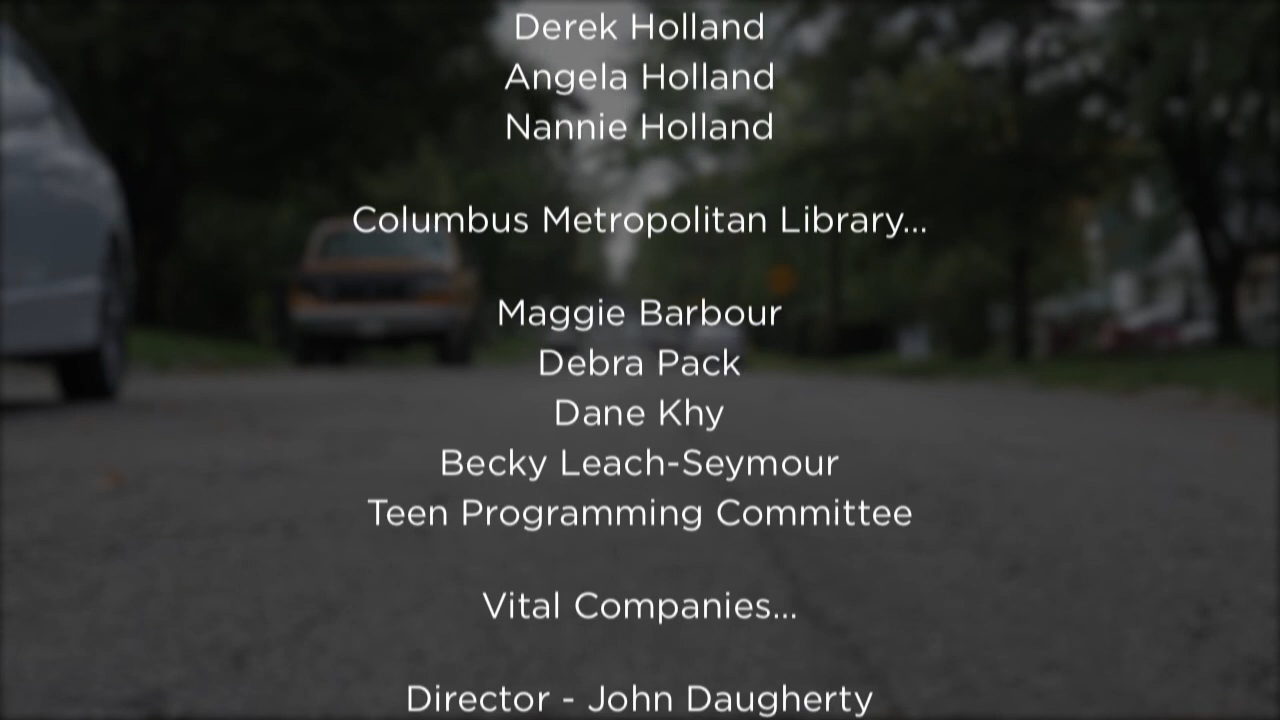 Derek Holland
Angela Holland
Nannie Holland
Columbus Metropolitan Library...
Maggie Barbour
Debra Pack
Dane Khy
Becky Leach-Seymour
Teen Programming Committee
Vital Companies...
Director - John Daugherty